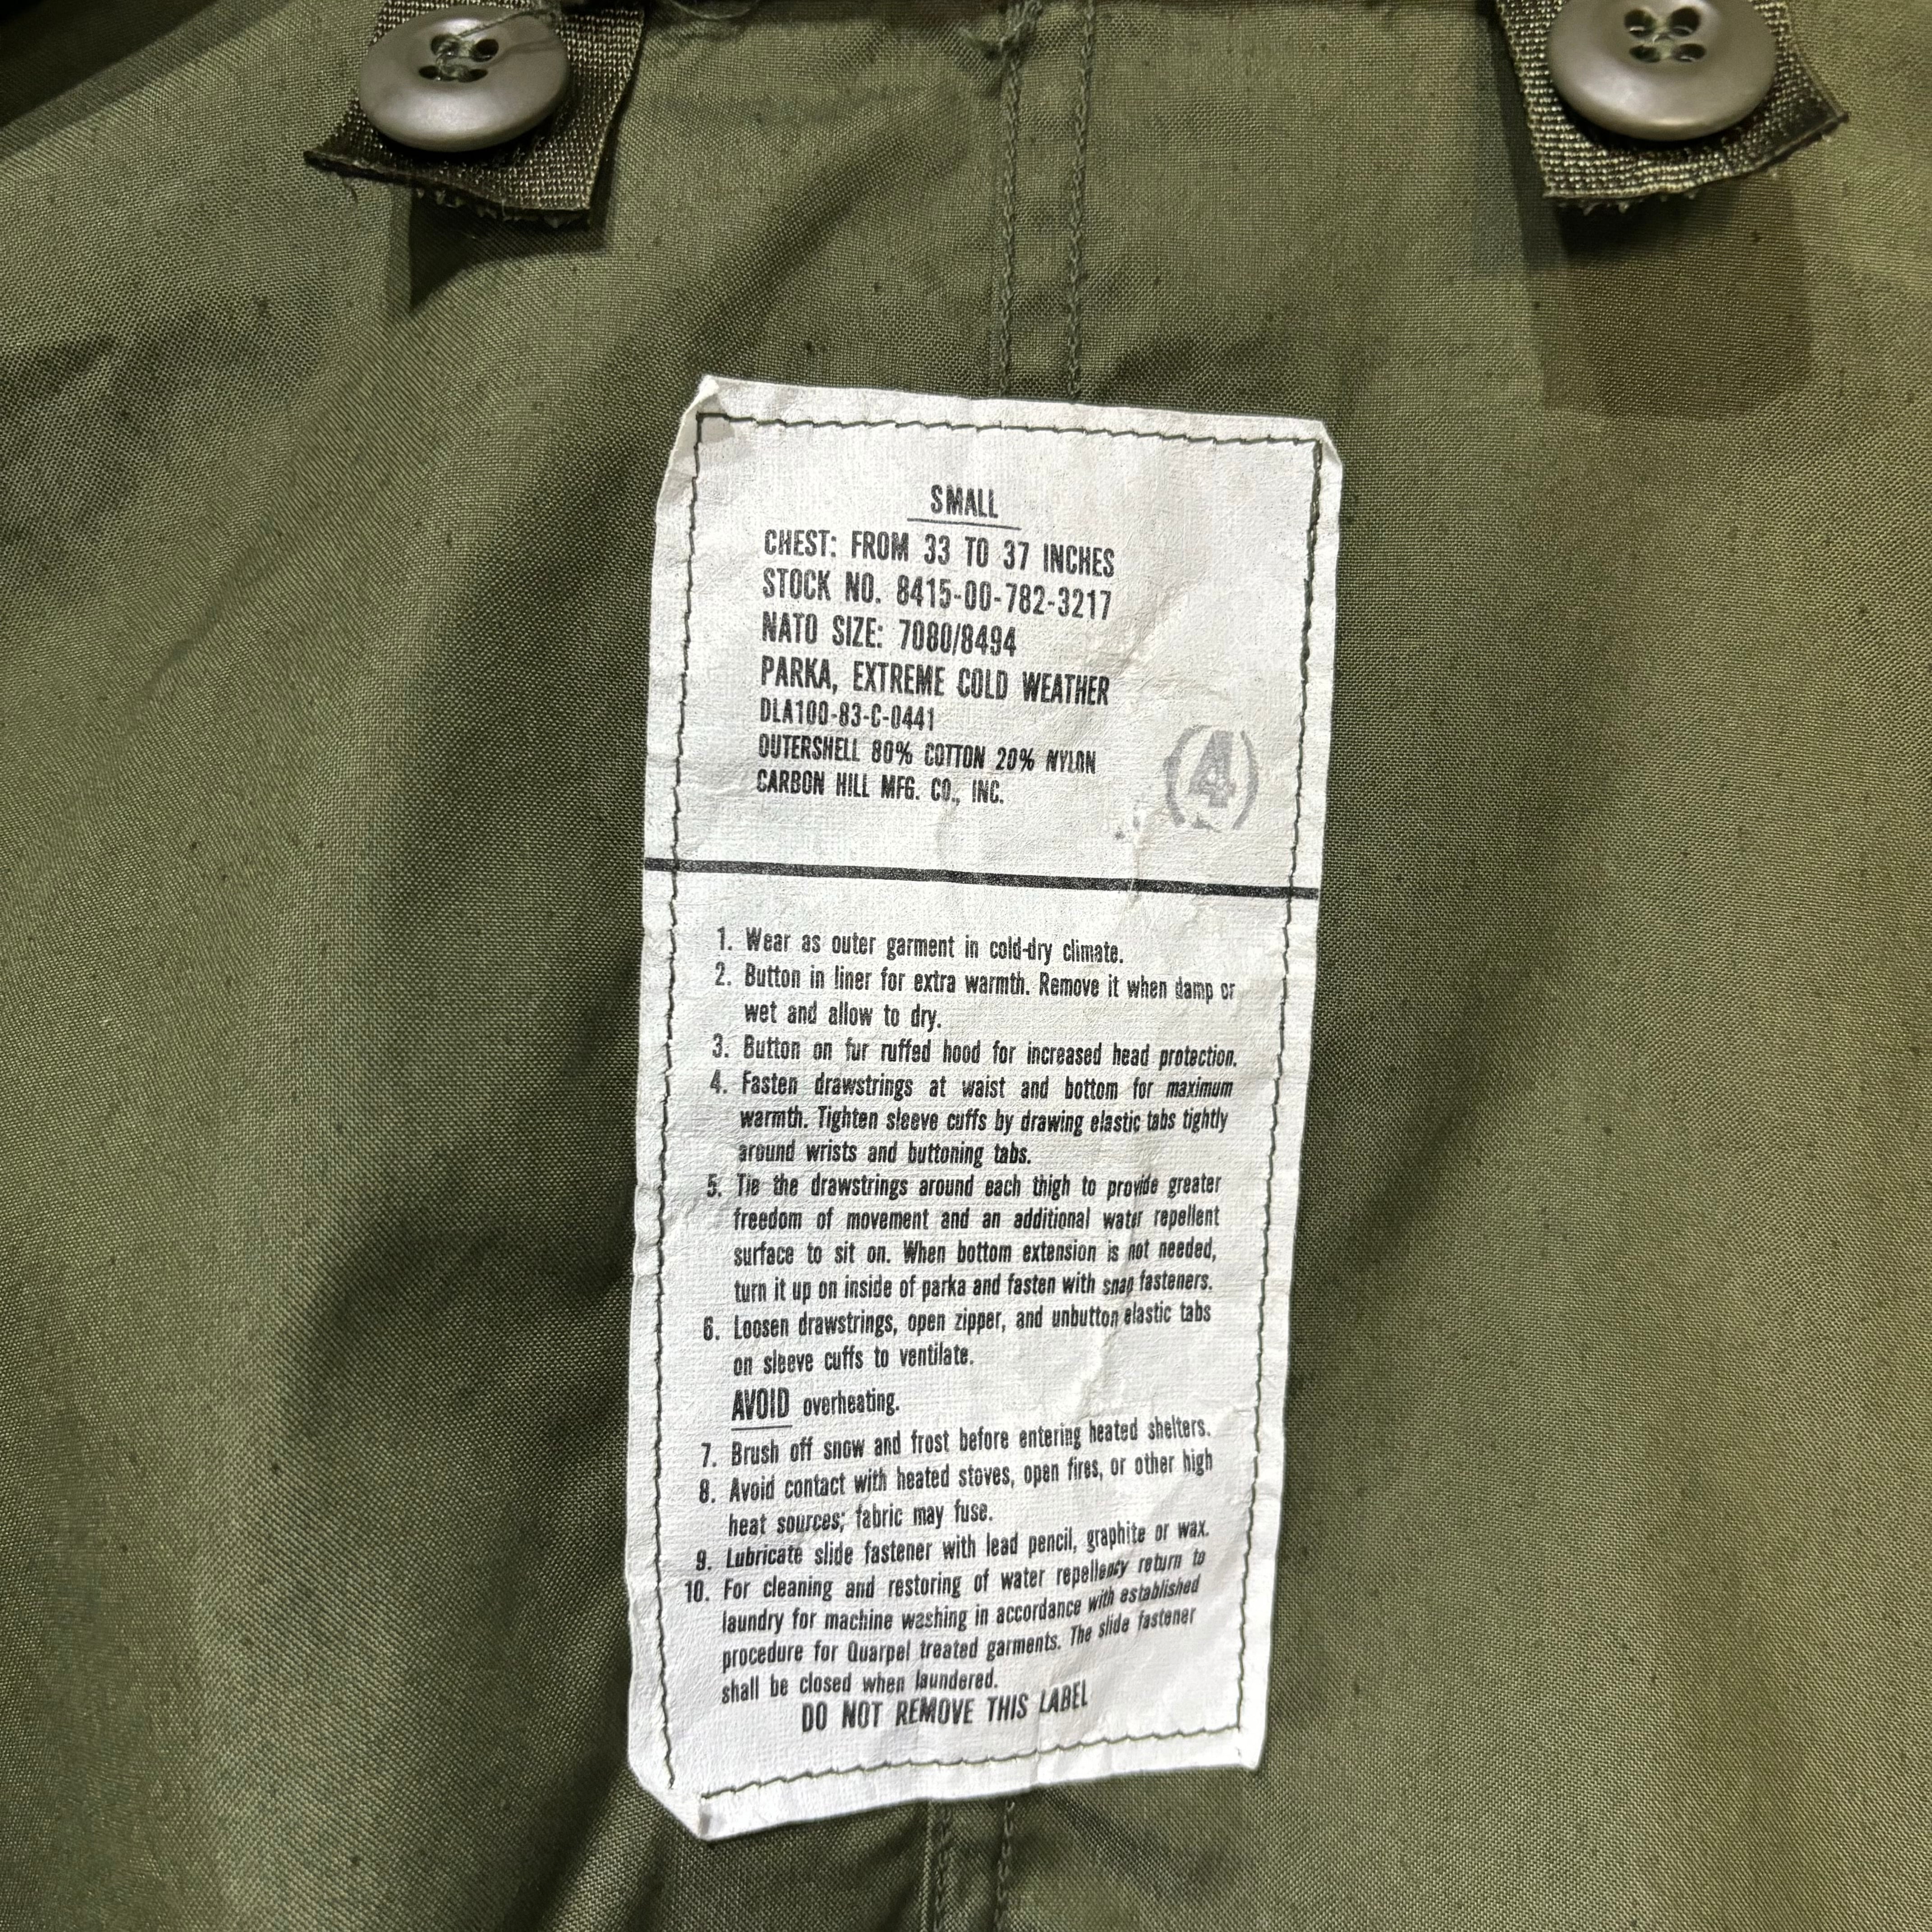 SMALL
CHEST: FROM 33 TO 37 INCHES
STOCK NO. 8415-00-782-3217
NATO SIZE: 7080/8494
PARKA, EXTREME COLD WEATHER
DLA100-83-C-0441
OUTERSHELL 80% COTTON 20% NYLON
CARBON HILL MFG. CO., INC.
(4)
1. Wear as outer garment in cold-dry climate.
2. Button in liner for extra warmth. Remove it when damp or
wet and allow to dry.
3. Button on fur ruffed hood for increased head protection.
4. Fasten drawstrings at waist and bottom for maximum
warmth. Tighten sleeve cuffs by drawing elastic tabs tightly
around wrists and buttoning tabs.
5. Tie the drawstrings around each thigh to provide greater
freedom of movement and an additional water repellent
surface to sit on. When bottom extension is not needed,
turn it up on inside of parka and fasten with snap fasteners.
6. Loosen drawstrings, open zipper, and unbutton elastic tabs
on sleeve cuffs to ventilate.
AVOID overheating.
7. Brush off snow and frost before entering heated shelters.
8. Avoid contact with heated stoves, open fires, or other high
heat sources; fabric may fuse.
9. Lubricate slide fastener with lead pencil, graphite or wax.
10. For cleaning and restoring of water repellency return to
laundry for machine washing in accordance with established
procedure for Quarpel treated garments. The slide fastener
shall be closed when laundered.
DO NOT REMOVE THIS LABEL